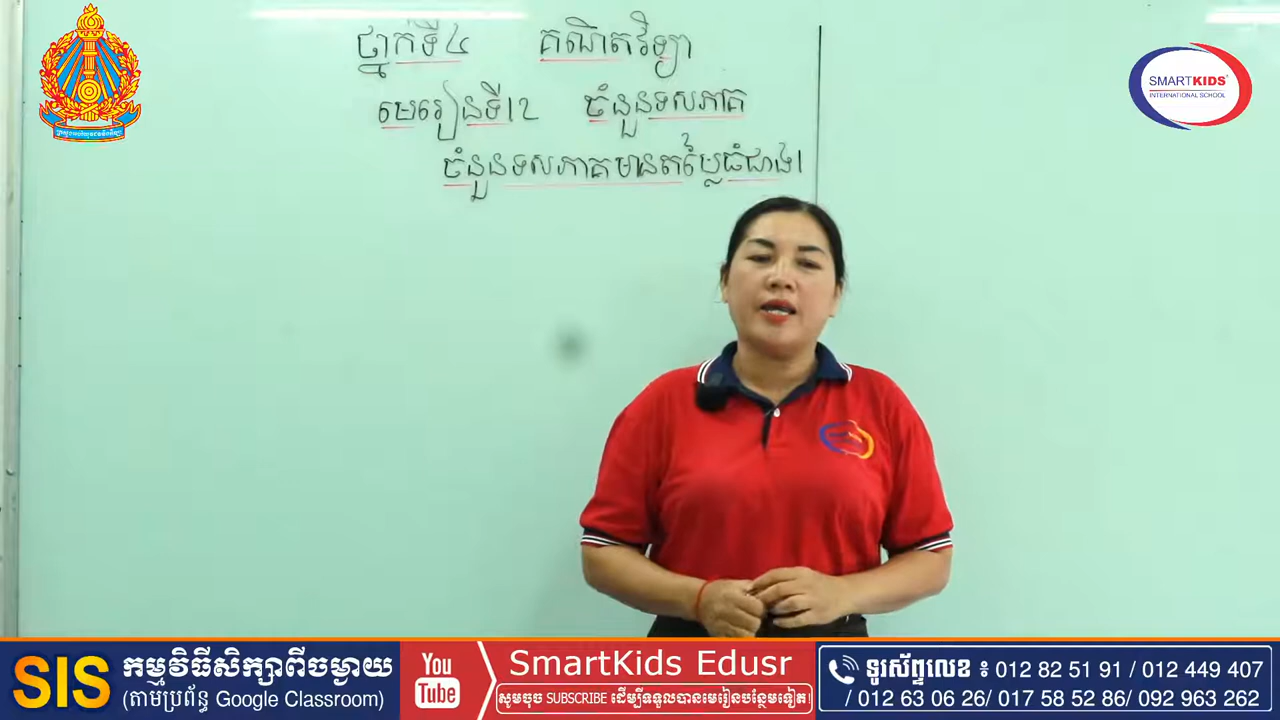 ថ្នាក់ទី៤ គណិតវិទ្យា
មេរៀនទី12 ចំនួនទសភាគ
ចំនួនទសភាគមានតម្លៃធំជាង1
SMARTKIDS
INTERNATIONAL SCHOOL
SIS កម្មវិធីសិក្សាពីចម្ងាយ
(តាមប្រព័ន្ធ Google Classroom)
You
Tube
SmartKids Edusr
សូមចុច SUBSCRIBE ដើម្បីទទួលបានមេរៀនបន្ថែមទៀត!
ទូរស័ព្ទលេខ ៖ 012 82 51 91 / 012 449 407
/ 012 63 06 26/ 017 58 52 86/ 092 963 262